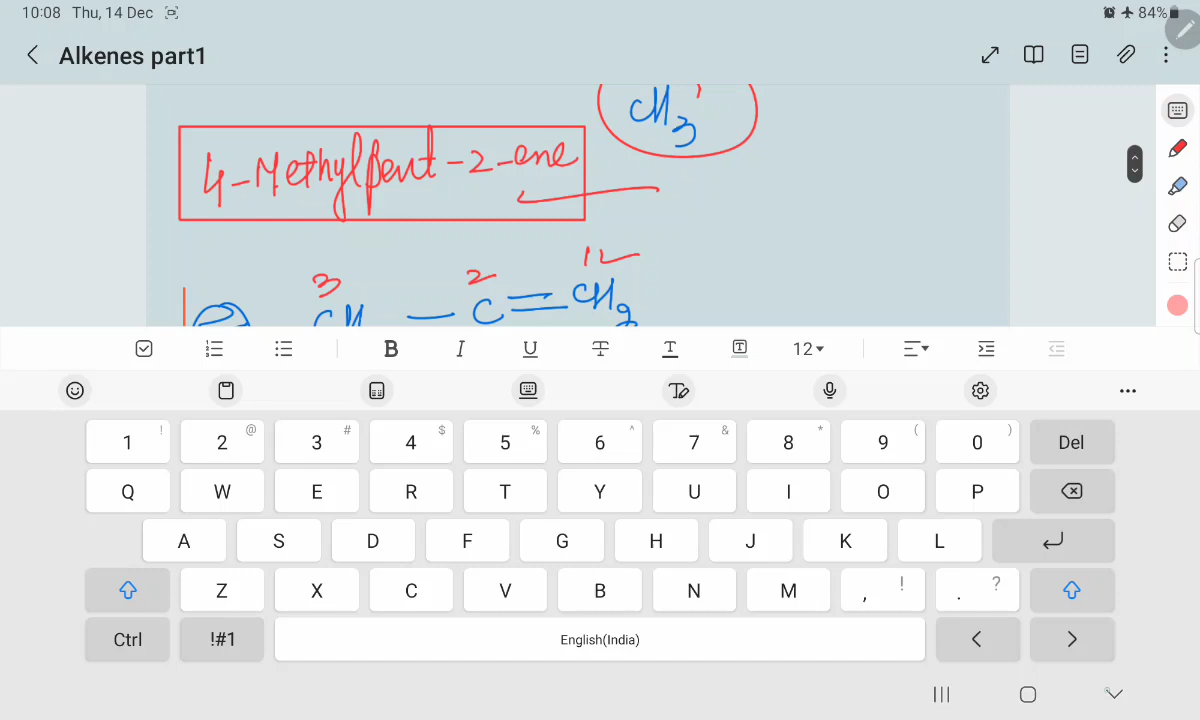 10:08 Thu, 14 Dec 84%
Alkenes part1
CH3 1
4-Methylpent-2-ene
3 2 1
CH - C = CH2
B I U T T T 12
! @ # $ % ^ & * ( )
1 2 3 4 5 6 7 8 9 0 Del
Q W E R T Y U I O P
A S D F G H J K L
Z X C V B N M , ! . ?
Ctrl !#1 English(India) < >